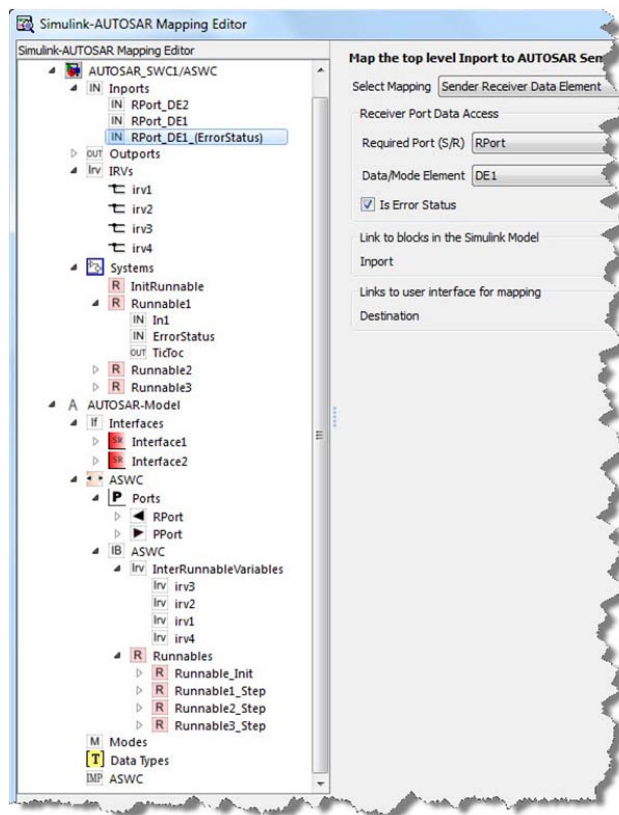 Simulink-AUTOSAR Mapping Editor
Simulink-AUTOSAR Mapping Editor
AUTOSAR_SWC1/ASWC
IN Inports
IN RPort_DE2
IN RPort_DE1
IN RPort_DE1_(ErrorStatus)
OUT Outports
Irv IRVs
irv1
irv2
irv3
irv4
Systems
R InitRunnable
R Runnable1
IN In1
IN ErrorStatus
OUT TicToc
R Runnable2
R Runnable3
A AUTOSAR-Model
If Interfaces
SR Interface1
SR Interface2
ASWC
P Ports
RPort
PPort
IB ASWC
Irv InterRunnableVariables
Irv irv3
Irv irv2
Irv irv1
Irv irv4
R Runnables
R Runnable_Init
R Runnable1_Step
R Runnable2_Step
R Runnable3_Step
M Modes
T Data Types
IMP ASWC
Map the top level Inport to AUTOSAR Sen
Select Mapping Sender Receiver Data Element
Receiver Port Data Access
Required Port (S/R) RPort
Data/Mode Element DE1
Is Error Status
Link to blocks in the Simulink Model
Inport
Links to user interface for mapping
Destination